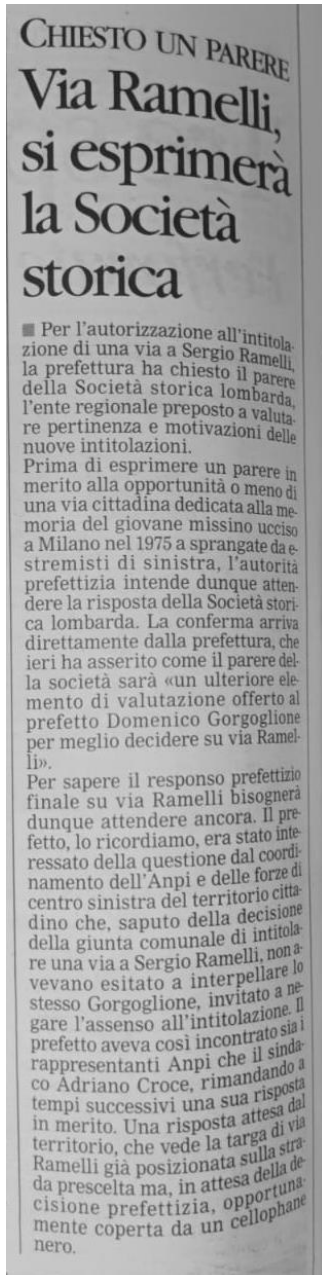 CHIESTO UN PARERE
Via Ramelli,
si esprimerà
la Società
storica
■ Per l'autorizzazione all'intitola-
zione di una via a Sergio Ramelli,
la prefettura ha chiesto il parere
della Società storica lombarda,
l'ente regionale preposto a valuta-
re pertinenza e motivazioni delle
nuove intitolazioni.
Prima di esprimere un parere in
merito alla opportunità o meno di
una via cittadina dedicata alla me-
moria del giovane missino ucciso
a Milano nel 1975 a sprangate da e-
stremisti di sinistra, l'autorità
prefettizia intende dunque atten-
dere la risposta della Società stori-
ca lombarda. La conferma arriva
direttamente dalla prefettura, che
ieri ha asserito come il parere del-
la società sarà «un ulteriore ele-
mento di valutazione offerto al
prefetto Domenico Gorgoglione
per meglio decidere su via Ramel-
li».
Per sapere il responso prefettizio
finale su via Ramelli bisognerà
dunque attendere ancora. Il pre-
fetto, lo ricordiamo, era stato inte-
ressato della questione dal coordi-
namento dell'Anpi e delle forze di
centro sinistra del territorio citta-
dino che, saputo della decisione
della giunta comunale di intitola-
re una via a Sergio Ramelli, non a-
vevano esitato a interpellare lo
stesso Gorgoglione, invitato a ne-
gare l'assenso all'intitolazione. Il
prefetto aveva così incontrato sia i
rappresentanti Anpi che il sinda-
co Adriano Croce, rimandando a
tempi successivi una sua risposta
in merito. Una risposta attesa dal
territorio, che vede la targa di via
Ramelli già posizionata sulla stra-
da prescelta ma, in attesa della de-
cisione prefettizia, opportuna-
mente coperta da un cellophane
nero.